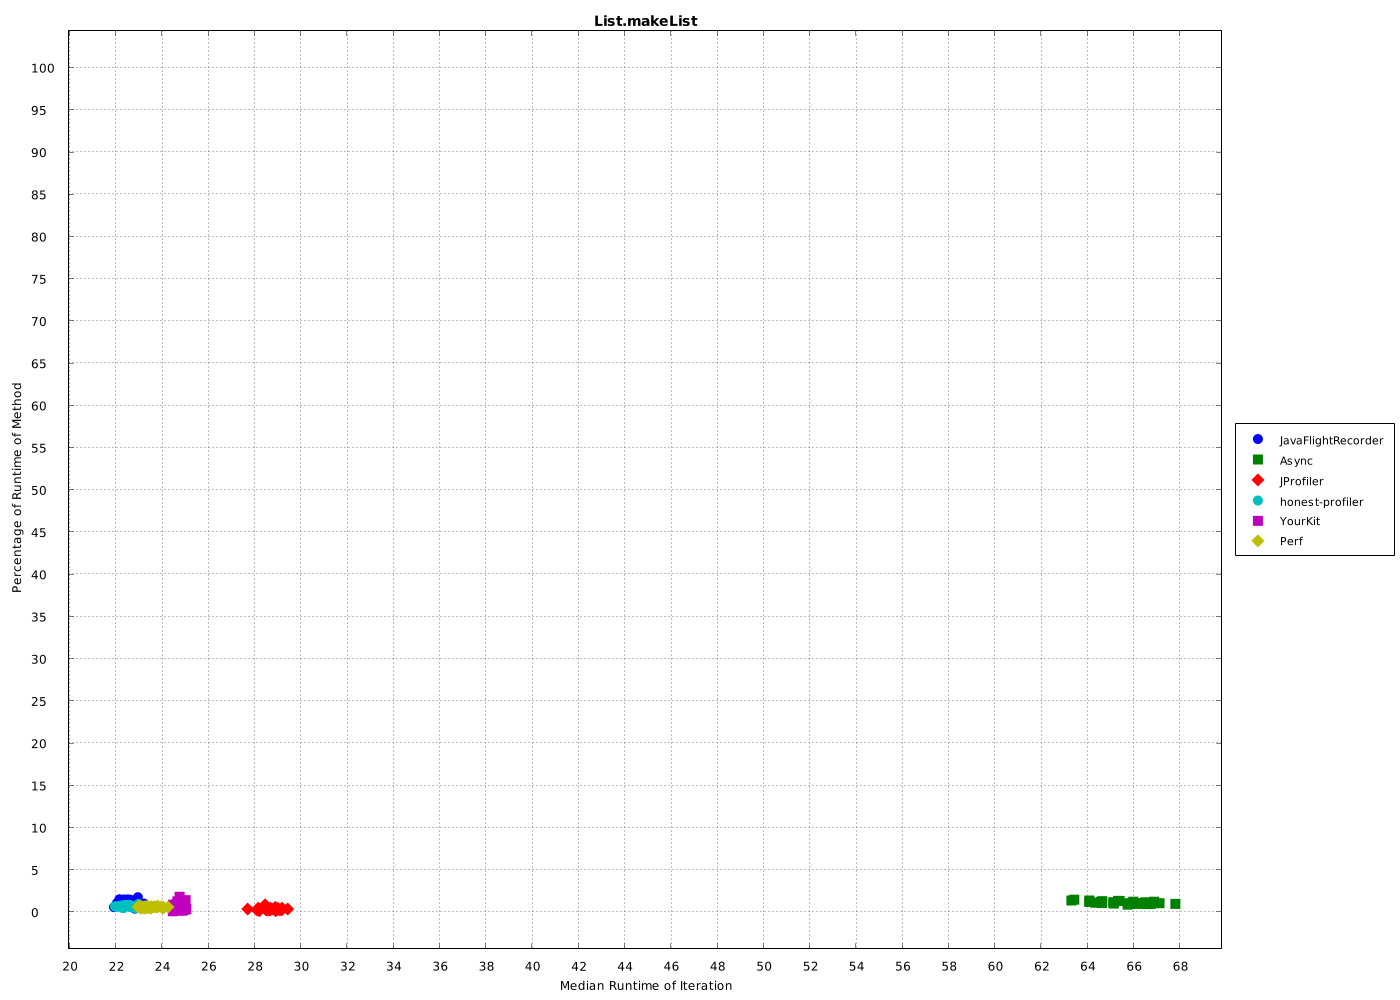 List.makeList
Percentage of Runtime of Method
100
95
90
85
80
75
70
65
60
55
50
45
40
35
30
25
20
15
10
5
0
20 22 24 26 28 30 32 34 36 38 40 42 44 46 48 50 52 54 56 58 60 62 64 66 68
Median Runtime of Iteration
JavaFlightRecorder
Async
JProfiler
honest-profiler
YourKit
Perf